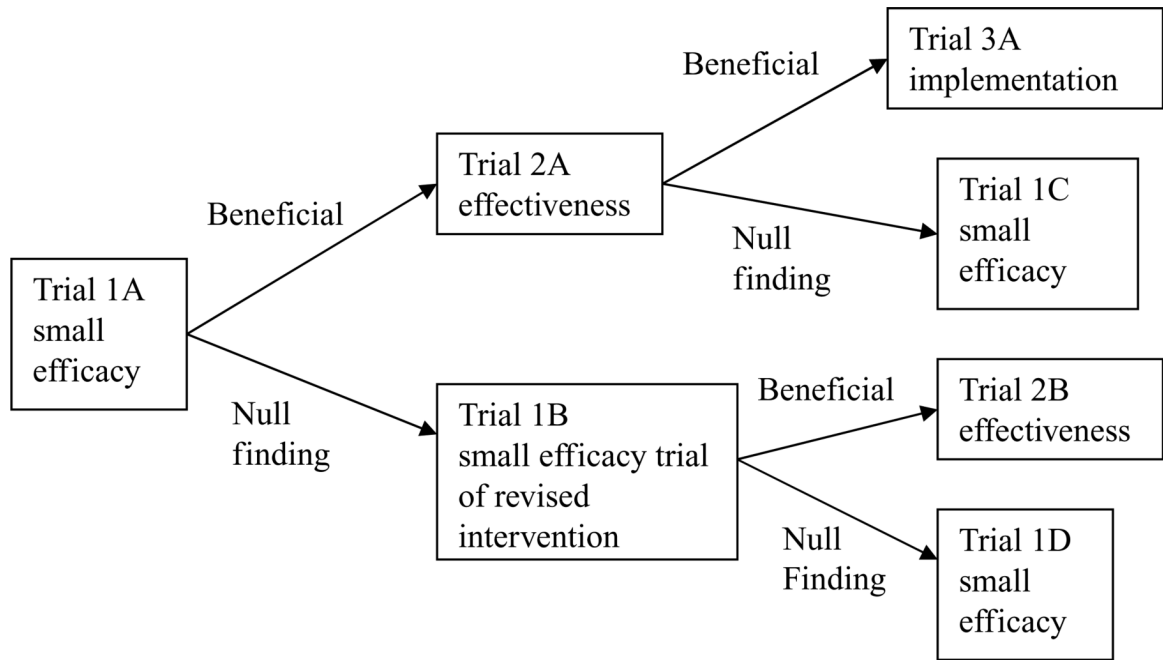 Trial 1A
small
efficacy
Beneficial
Null
finding
Trial 2A
effectiveness
Trial 1B
small efficacy trial
of revised
intervention
Beneficial
Null
finding
Beneficial
Null
Finding
Trial 3A
implementation
Trial 1C
small
efficacy
Trial 2B
effectiveness
Trial 1D
small
efficacy